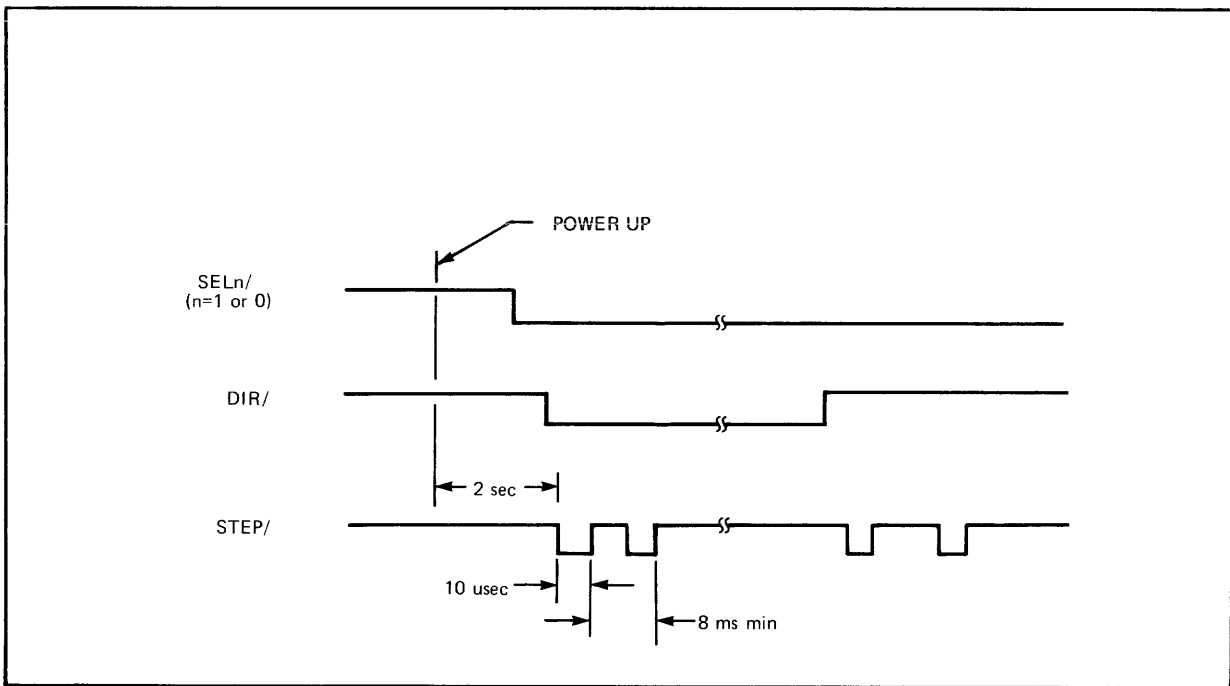 POWER UP
SELn/
(n=1 or 0)
DIR/
2 sec
STEP/
10 usec
8 ms min